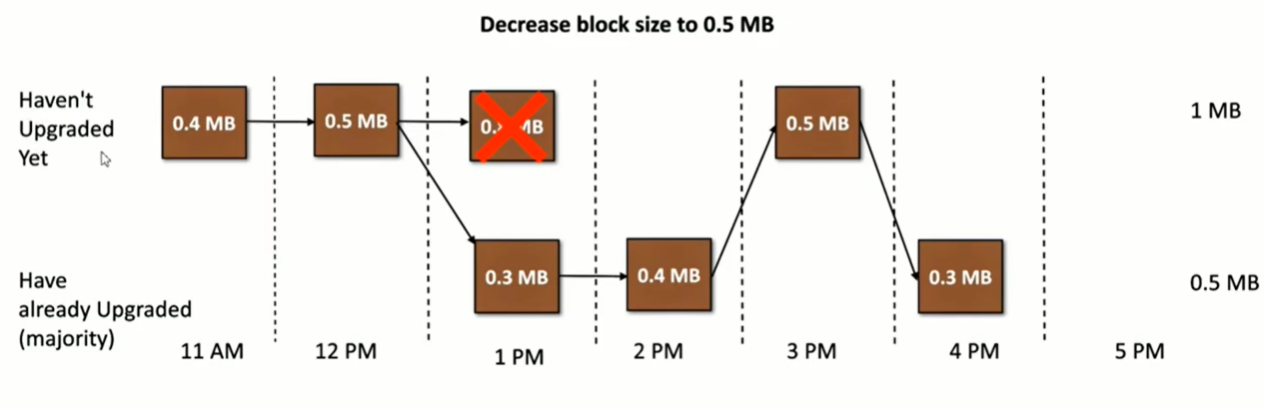 Decrease block size to 0.5 MB
Haven't
Upgraded
Yet
0.4 MB
0.5 MB
MB
0.5 MB
1 MB
0.3 MB
0.4 MB
0.3 MB
Have
already Upgraded
(majority)
0.5 MB
11 AM
12 PM
1 PM
2 PM
3 PM
4 PM
5 PM